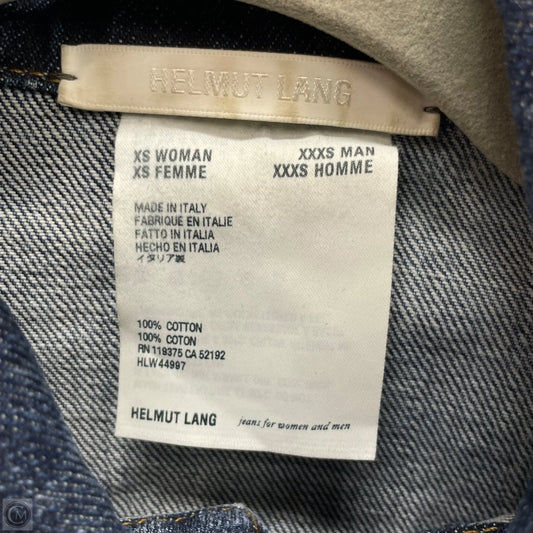 HELMUT LANG
XS WOMAN XXXS MAN
XS FEMME XXXS HOMME
MADE IN ITALY
FABRIQUE EN ITALIE
FATTO IN ITALIA
HECHO EN ITALIA
イタリア製
100% COTTON
100% COTON
RN 119375 CA 52192
HLW44997
HELMUT LANG jeans for women and men